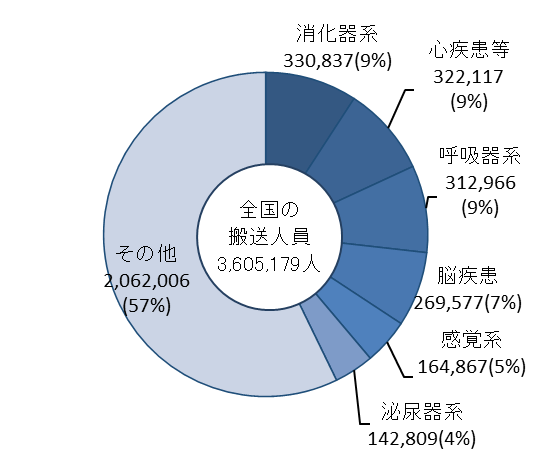 消化器系
330,837(9%)
心疾患等
322,117
(9%)
呼吸器系
312,966
(9%)
脳疾患
269,577(7%)
感覚系
164,867(5%)
泌尿器系
142,809(4%)
その他
2,062,006
(57%)
全国の
搬送人員
3,605,179人